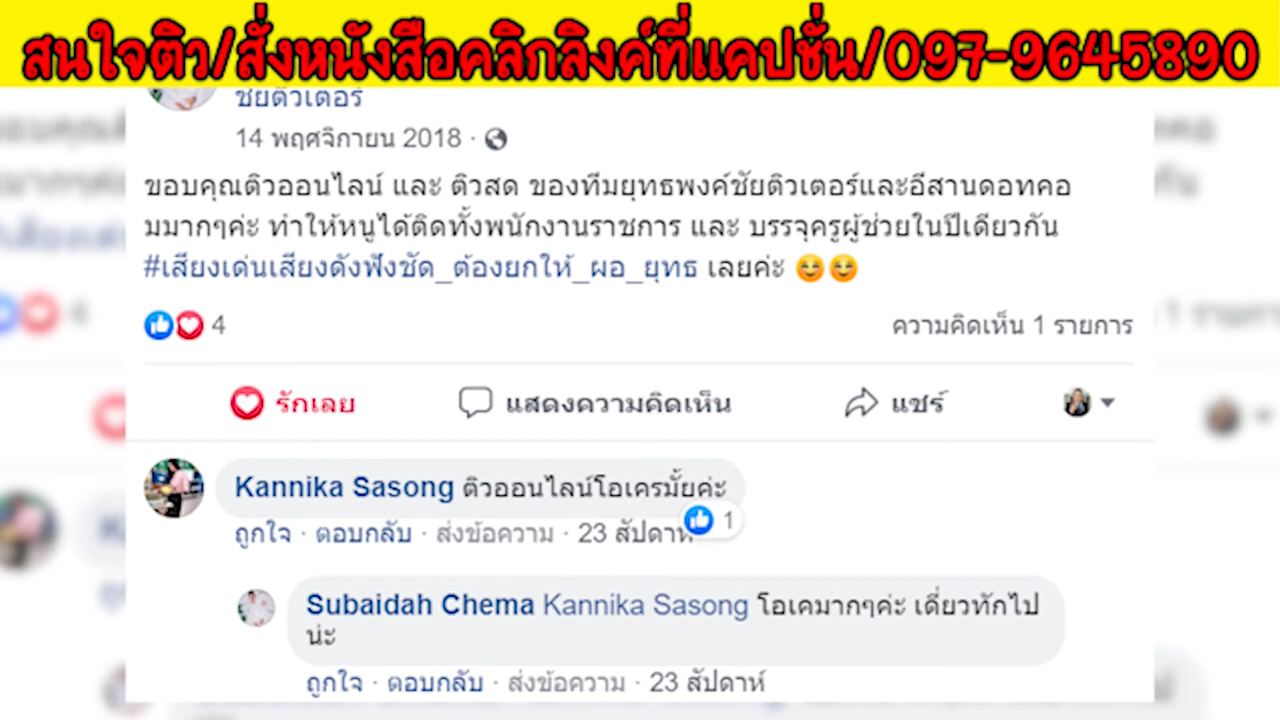 สนใจติว/สั่งหนังสือคลิกลิงค์ที่แคปชั่น/097-9645890
ชัยติวเตอร์
14 พฤศจิกายน 2018 ·
ขอบคุณติวออนไลน์ และ ติวสด ของทีมยุทธพงค์ชัยติวเตอร์และอีสานดอทคอ
มมากๆค่ะ ทำให้หนูได้ติดทั้งพนักงานราชการ และ บรรจุครูผู้ช่วยในปีเดียวกัน
#เสียงเด่นเสียงดังฟังชัด_ต้องยกให้_ผอ_ยุทธ เลยค่ะ 😊😊
4
ความคิดเห็น 1 รายการ
รักเลย
แสดงความคิดเห็น
แชร์
Kannika Sasong ติวออนไลน์โอเครมั้ยค่ะ
1
ถูกใจ · ตอบกลับ · ส่งข้อความ · 23 สัปดาห์
Subaidah Chema Kannika Sasong โอเคมากๆค่ะ เดี่ยวทักไป
น่ะ
ถูกใจ · ตอบกลับ · ส่งข้อความ · 23 สัปดาห์